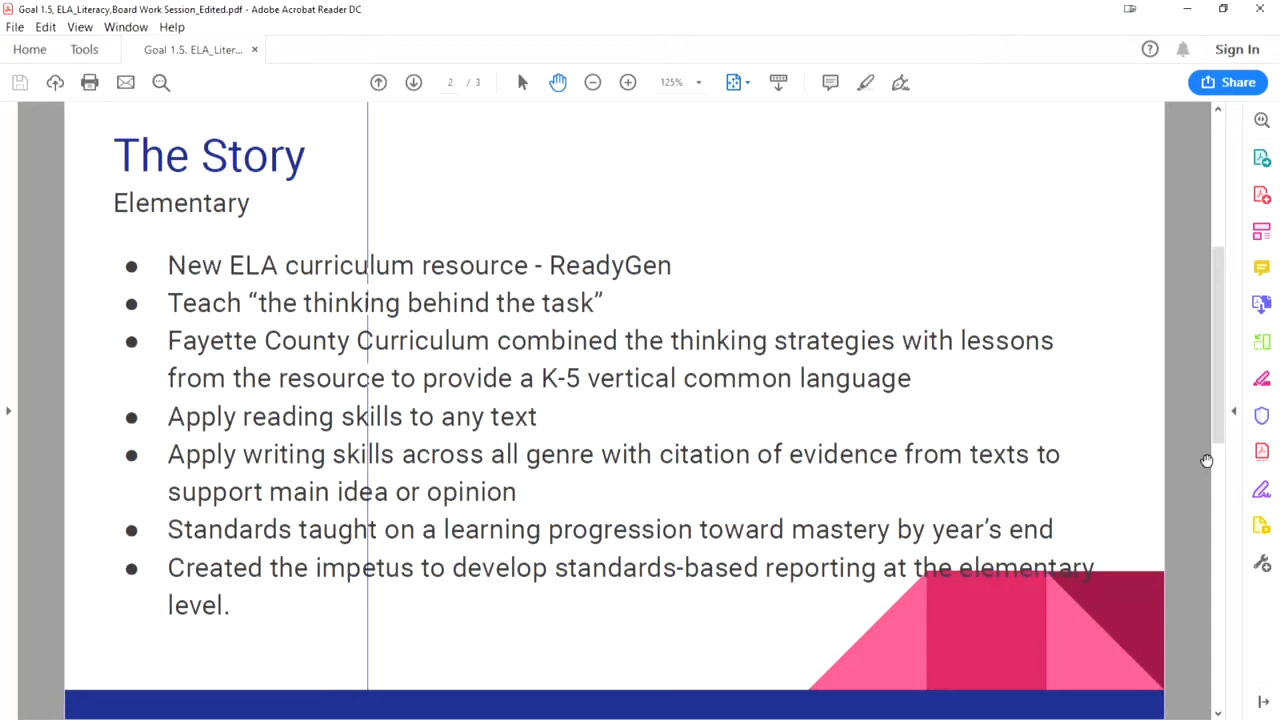 Goal 1.5, ELA_Literacy,Board Work Session_Edited.pdf - Adobe Acrobat Reader DC
File Edit View Window Help
Home Tools Goal 1.5, ELA_Liter... × Sign In
2 / 3 125% Share
The Story
Elementary
● New ELA curriculum resource - ReadyGen
● Teach “the thinking behind the task”
● Fayette County Curriculum combined the thinking strategies with lessons
from the resource to provide a K-5 vertical common language
● Apply reading skills to any text
● Apply writing skills across all genre with citation of evidence from texts to
support main idea or opinion
● Standards taught on a learning progression toward mastery by year’s end
● Created the impetus to develop standards-based reporting at the elementary
level.